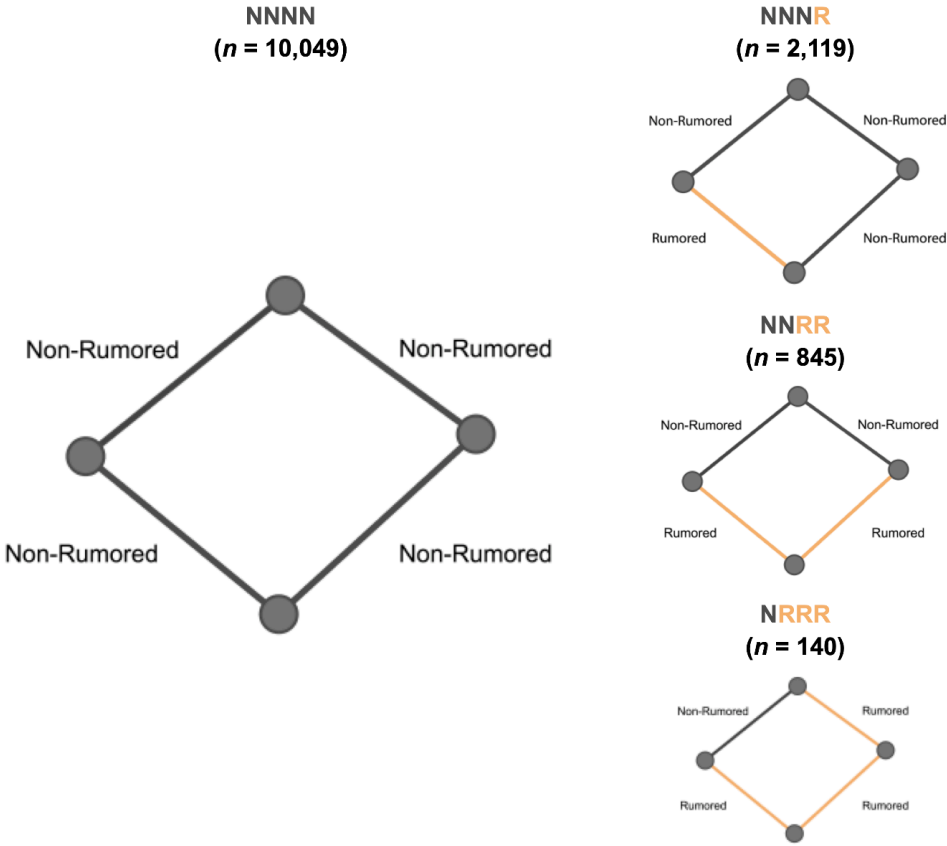 NNNN
(n = 10,049)
Non-Rumored
Non-Rumored
Non-Rumored
Non-Rumored
NNNR
(n = 2,119)
Non-Rumored
Non-Rumored
Rumored
Non-Rumored
NNRR
(n = 845)
Non-Rumored
Non-Rumored
Rumored
Rumored
NRRR
(n = 140)
Non-Rumored
Rumored
Rumored
Rumored